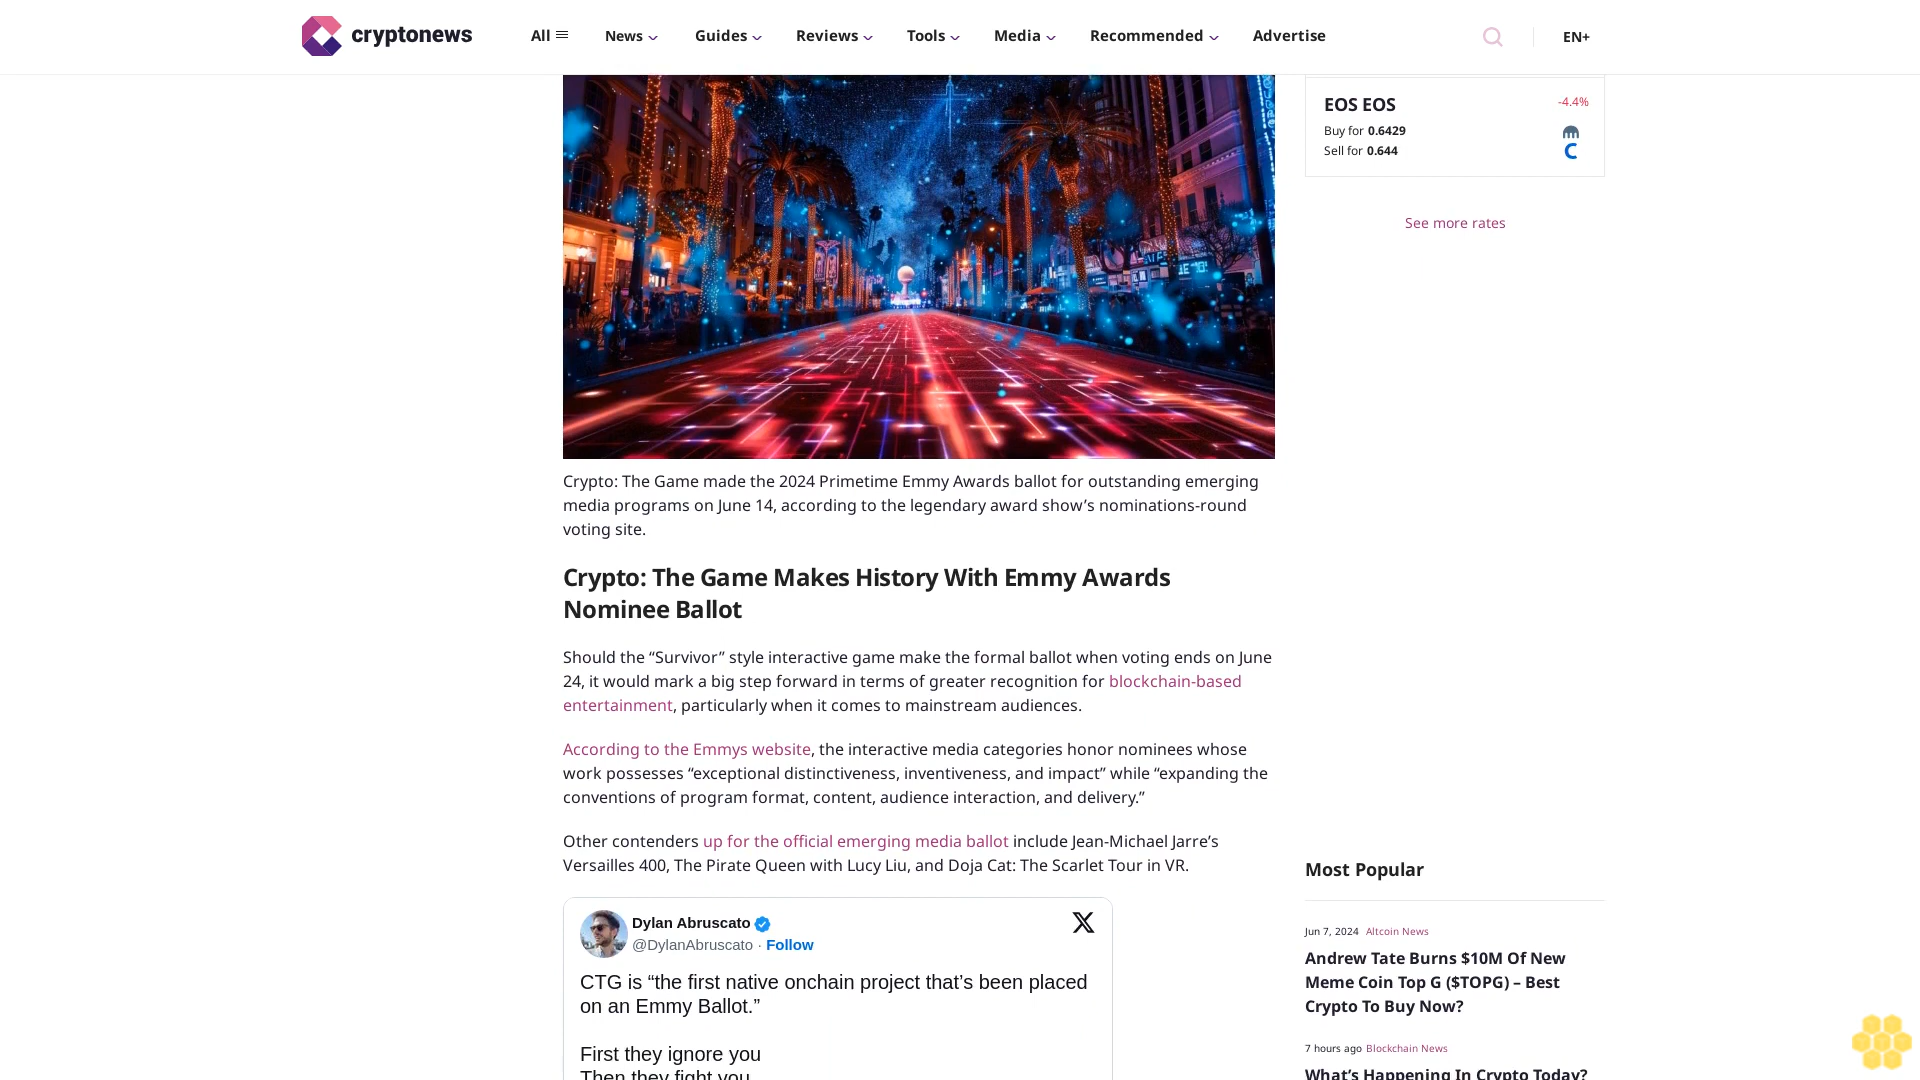 cryptonews
All
News
Guides
Reviews
Tools
Media
Recommended
Advertise
EN+
EOS EOS
-4.4%
Buy for 0.6429
Sell for 0.644
See more rates
Crypto: The Game made the 2024 Primetime Emmy Awards ballot for outstanding emerging
media programs on June 14, according to the legendary award show’s nominations-round
voting site.
Crypto: The Game Makes History With Emmy Awards
Nominee Ballot
Should the “Survivor” style interactive game make the formal ballot when voting ends on June
24, it would mark a big step forward in terms of greater recognition for blockchain-based
entertainment, particularly when it comes to mainstream audiences.
According to the Emmys website, the interactive media categories honor nominees whose
work possesses “exceptional distinctiveness, inventiveness, and impact” while “expanding the
conventions of program format, content, audience interaction, and delivery.”
Other contenders up for the official emerging media ballot include Jean-Michael Jarre’s
Versailles 400, The Pirate Queen with Lucy Liu, and Doja Cat: The Scarlet Tour in VR.
Dylan Abruscato
@DylanAbruscato · Follow
CTG is “the first native onchain project that’s been placed
on an Emmy Ballot.”
First they ignore you
Then they fight you
Most Popular
Jun 7, 2024 Altcoin News
Andrew Tate Burns $10M Of New
Meme Coin Top G ($TOPG) – Best
Crypto To Buy Now?
7 hours ago Blockchain News
What’s Happening In Crypto Today?